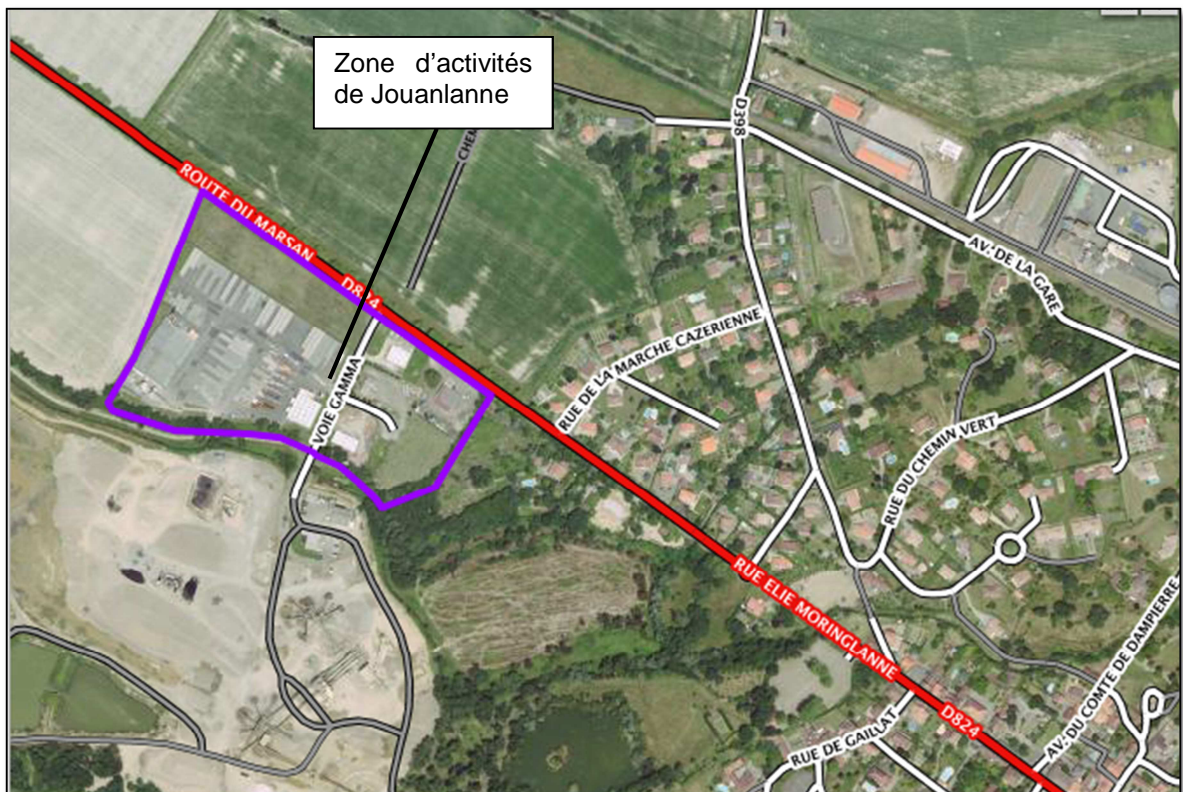 Zone d'activités
de Jouanlanne
CHEM
D398
ROUTE DU MARSAN
D824
AV. DE LA GARE
VOIE GAMMA
RUE DE LA MARCHE CAZERIENNE
RUE DU CHEMIN VERT
RUE ELIE MORINGLANNE
D824
AV. DU COMTE DE DAMPIERRE
RUE DE GAILLAT